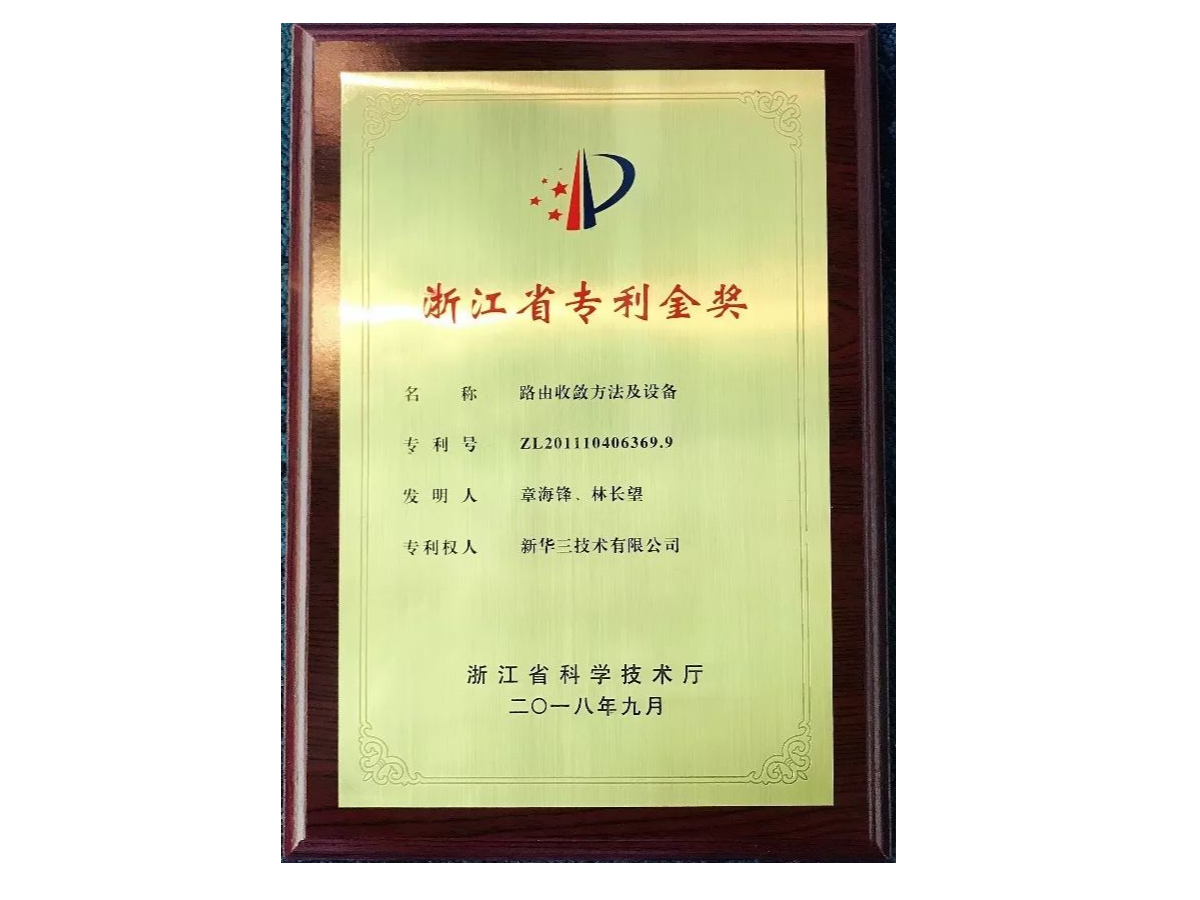 浙江省专利金奖
名称 路由收敛方法及设备
专利号 ZL201110406369.9
发明人 章海锋、林长望
专利权人 新华三技术有限公司
浙江省科学技术厅
二〇一八年九月